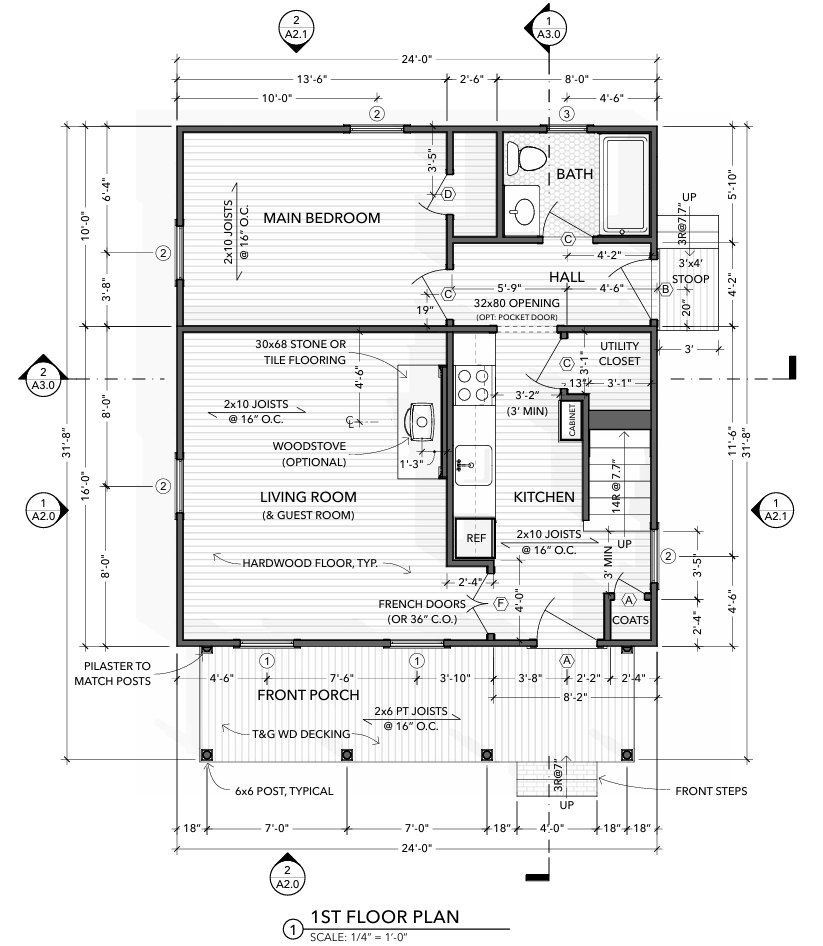 2
A2.1
1
A3.0
24'-0"
13'-6"
2'-6"
8'-0"
10'-0"
4'-6"
2
3
6'-4"
10'-0"
3'-8"
2
2x10 JOISTS
@ 16" O.C.
MAIN BEDROOM
3'-5"
D
BATH
UP
3R@7.7"
5'-10"
C
4'-2"
HALL
3'x4'
STOOP
B
4'-2"
C
5'-9"
4'-6"
32x80 OPENING
(OPT: POCKET DOOR)
19"
20"
3'
30x68 STONE OR
TILE FLOORING
4'-6"
C
3'-1"
UTILITY
CLOSET
2
A3.0
8'-0"
2x10 JOISTS
@ 16" O.C.
3'-2"
(3' MIN)
13"
3'-1"
CABINET
31'-8"
16'-0"
WOODSTOVE
(OPTIONAL)
1'-3"
11'-6"
31'-8"
2
LIVING ROOM
(& GUEST ROOM)
KITCHEN
14R @7.7"
1
A2.0
1
A2.1
REF
2x10 JOISTS
@ 16" O.C.
UP
2
8'-0"
HARDWOOD FLOOR, TYP.
2'-4"
3' MIN
3'-5"
FRENCH DOORS
(OR 36" C.O.)
F
4'-0"
A
COATS
4'-6"
2'-4"
PILASTER TO
MATCH POSTS
1
1
A
4'-6"
7'-6"
3'-10"
3'-8"
2'-2"
2'-4"
8'-2"
FRONT PORCH
2x6 PT JOISTS
@ 16" O.C.
T&G WD DECKING
3R@7"
6x6 POST, TYPICAL
UP
FRONT STEPS
18"
7'-0"
7'-0"
18"
4'-0"
18"
18"
24'-0"
2
A2.0
1
1ST FLOOR PLAN
SCALE: 1/4" = 1'-0"